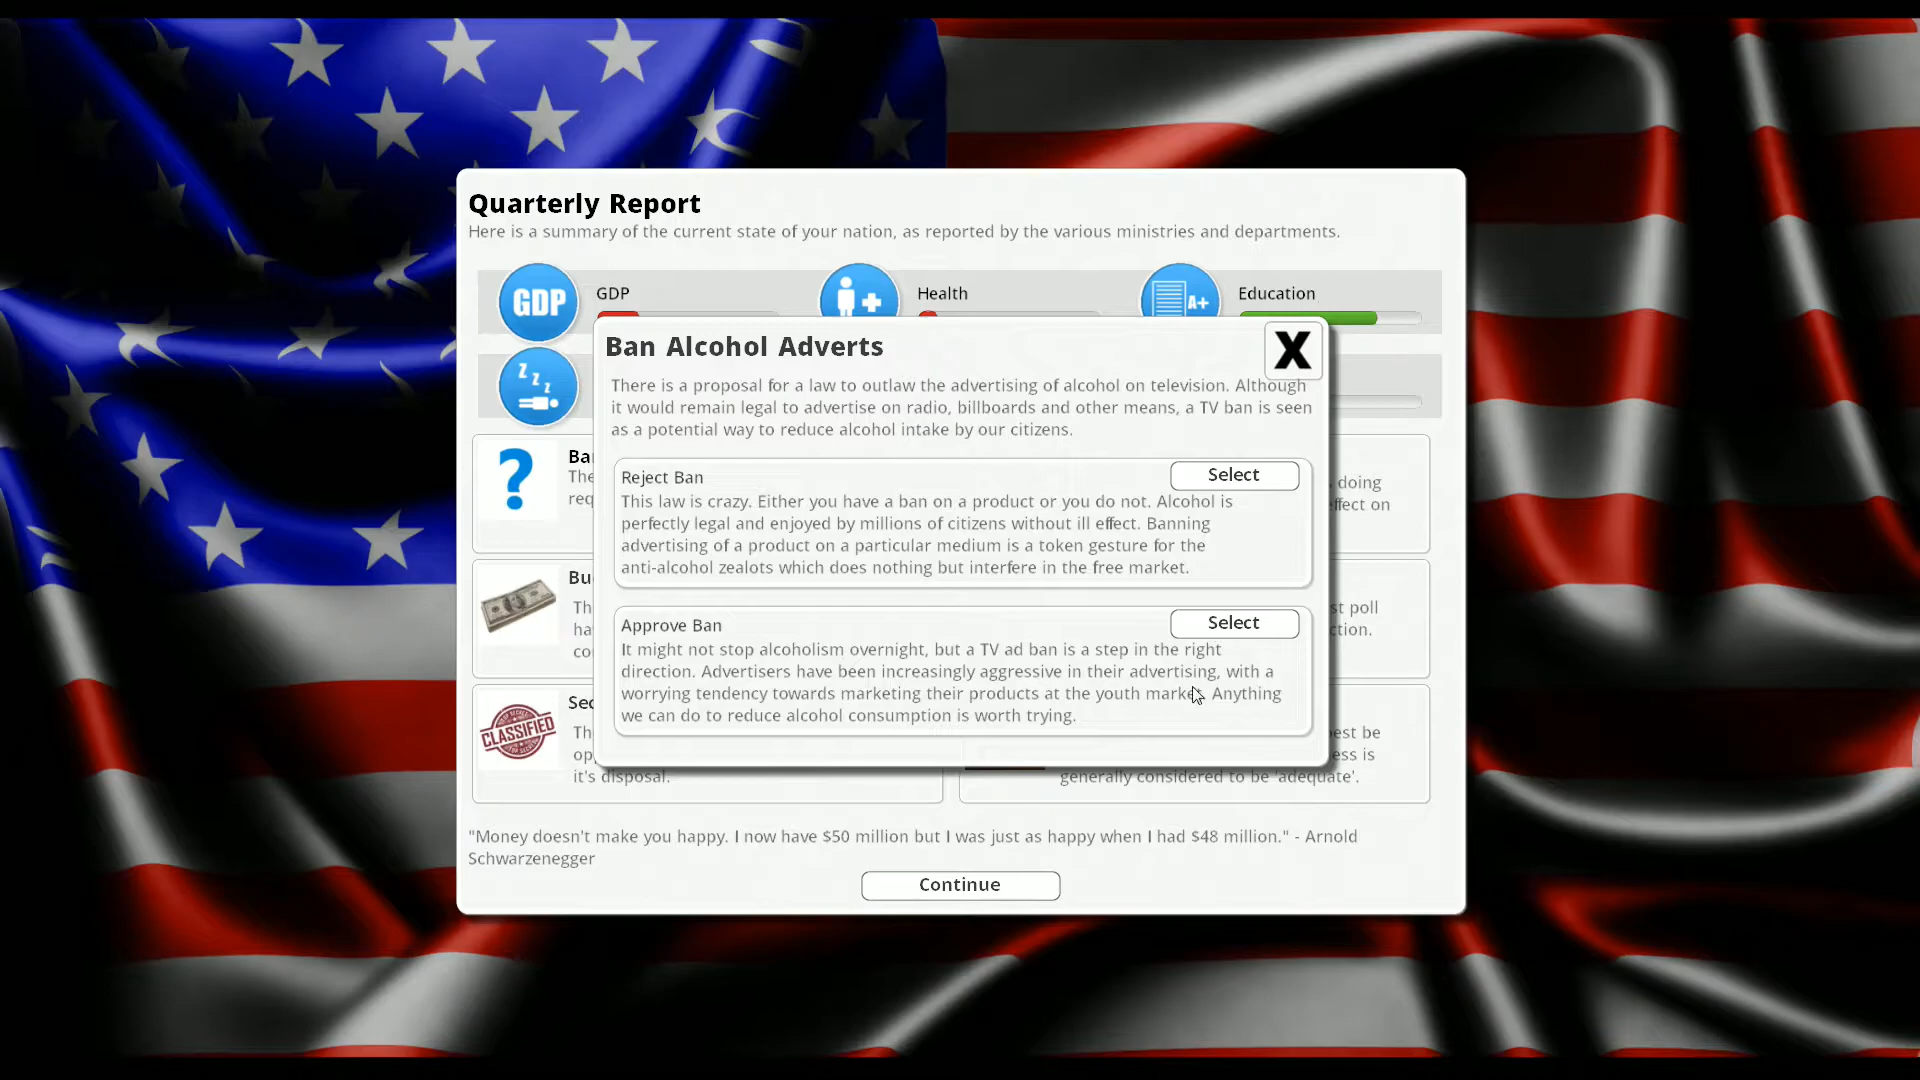 Quarterly Report
Here is a summary of the current state of your nation, as reported by the various ministries and departments.
GDP
GDP
Health
A+
Education
Z Z Z
Ban Alcohol Adverts
X
There is a proposal for a law to outlaw the advertising of alcohol on television. Although
it would remain legal to advertise on radio, billboards and other means, a TV ban is seen
as a potential way to reduce alcohol intake by our citizens.
Reject Ban
Select
This law is crazy. Either you have a ban on a product or you do not. Alcohol is
perfectly legal and enjoyed by millions of citizens without ill effect. Banning
advertising of a product on a particular medium is a token gesture for the
anti-alcohol zealots which does nothing but interfere in the free market.
Approve Ban
Select
It might not stop alcoholism overnight, but a TV ad ban is a step in the right
direction. Advertisers have been increasingly aggressive in their advertising, with a
worrying tendency towards marketing their products at the youth market. Anything
we can do to reduce alcohol consumption is worth trying.
?
doing
on
CLASSIFIED
poll
be
is
it's disposal.
generally considered to be 'adequate'.
"Money doesn't make you happy. I now have $50 million but I was just as happy when I had $48 million." - Arnold
Schwarzenegger
Continue